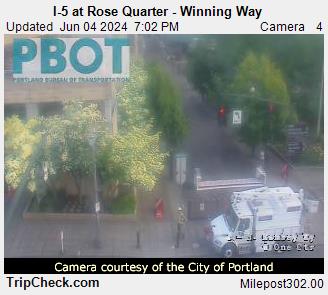 I-5 at Rose Quarter - Winning Way
Updated Jun 04 2024 7:02 PM Camera 4
PBOT
PORTLAND BUREAU OF TRANSPORTATION
Camera courtesy of the City of Portland
TripCheck.com Milepost302.00